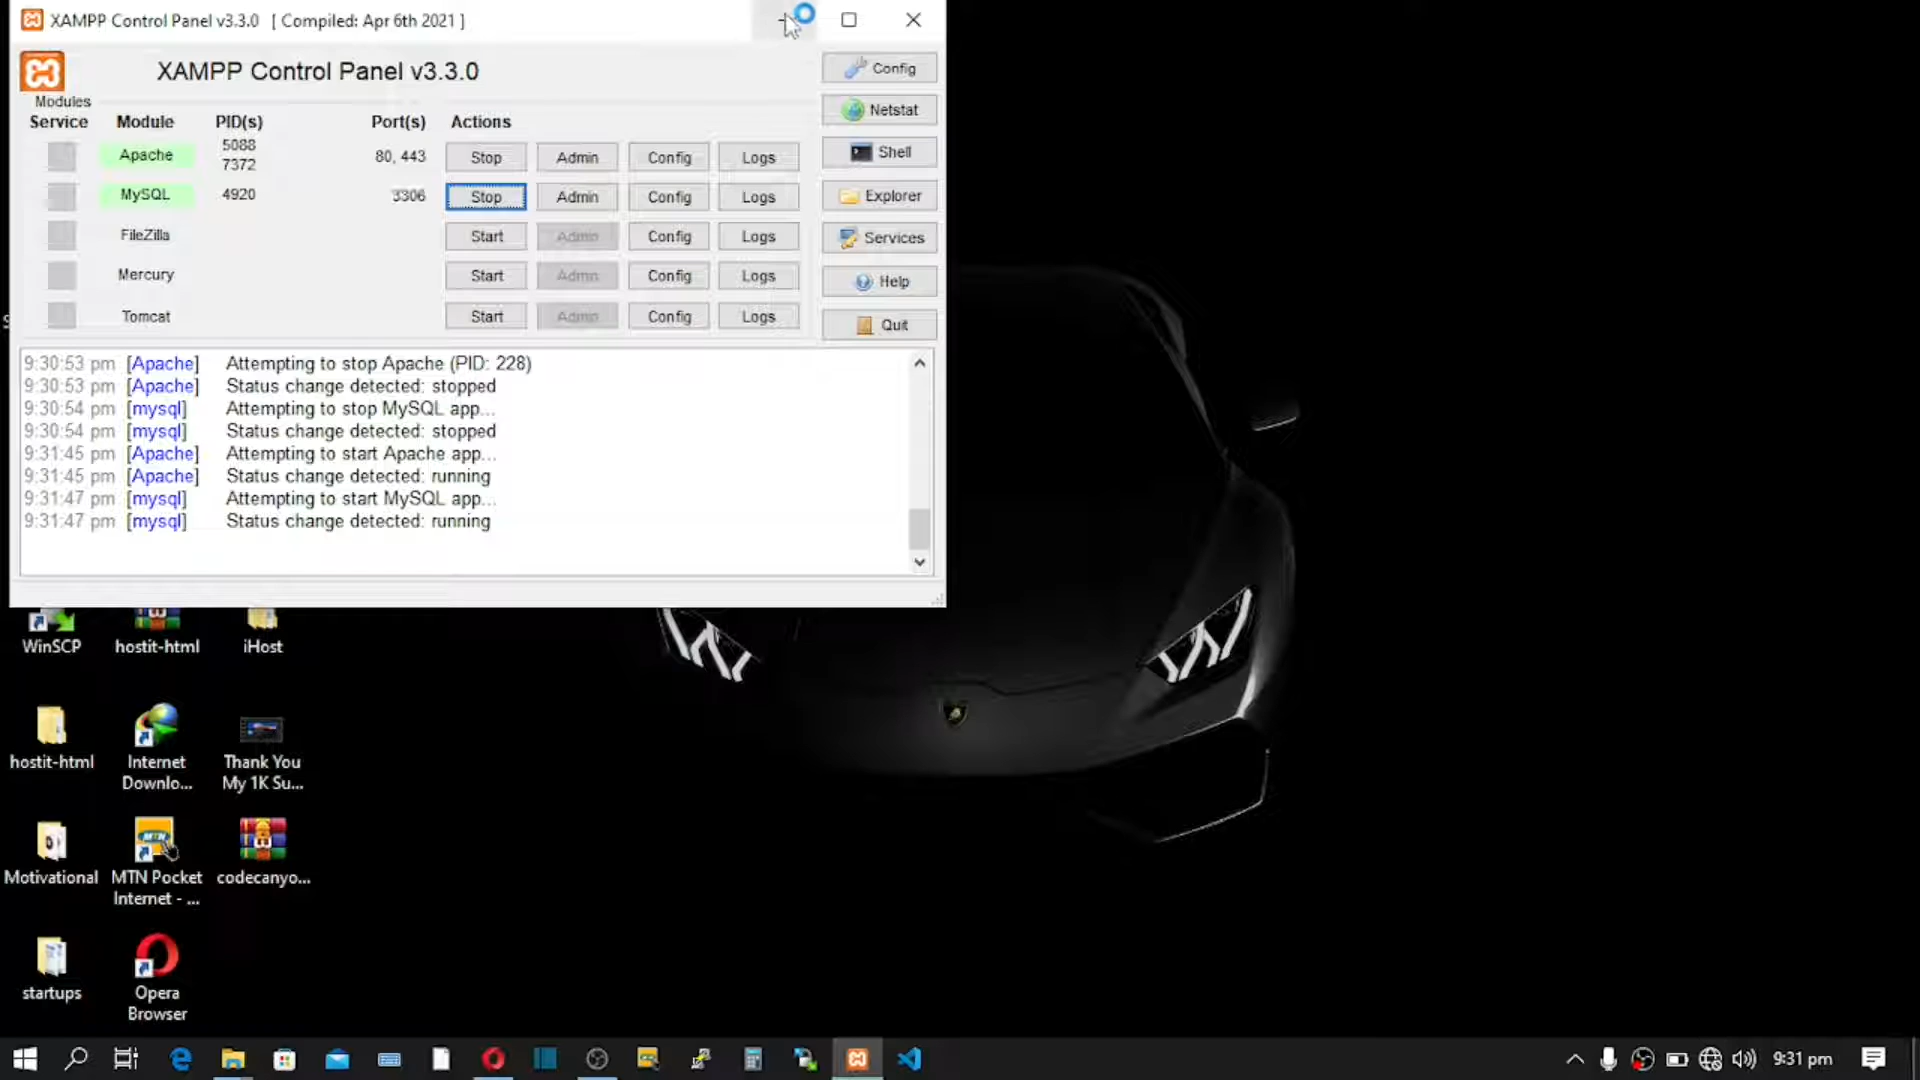 XAMPP Control Panel v3.3.0 [ Compiled: Apr 6th 2021 ]
XAMPP Control Panel v3.3.0
Config
Modules
Service Module PID(s) Port(s) Actions
Netstat
Apache 5088 7372 80, 443 Stop Admin Config Logs
Shell
MySQL 4920 3306 Stop Admin Config Logs
Explorer
FileZilla Start Admin Config Logs
Services
Mercury Start Admin Config Logs
Help
Tomcat Start Admin Config Logs
Quit
9:30:53 pm [Apache] Attempting to stop Apache (PID: 228)
9:30:53 pm [Apache] Status change detected: stopped
9:30:54 pm [mysql] Attempting to stop MySQL app...
9:30:54 pm [mysql] Status change detected: stopped
9:31:45 pm [Apache] Attempting to start Apache app...
9:31:45 pm [Apache] Status change detected: running
9:31:47 pm [mysql] Attempting to start MySQL app...
9:31:47 pm [mysql] Status change detected: running
WinSCP hostit-html iHost
hostit-html Internet Downlo... Thank You My 1K Su...
Motivational MTN Pocket Internet - ... codecanyo...
startups Opera Browser
9:31 pm